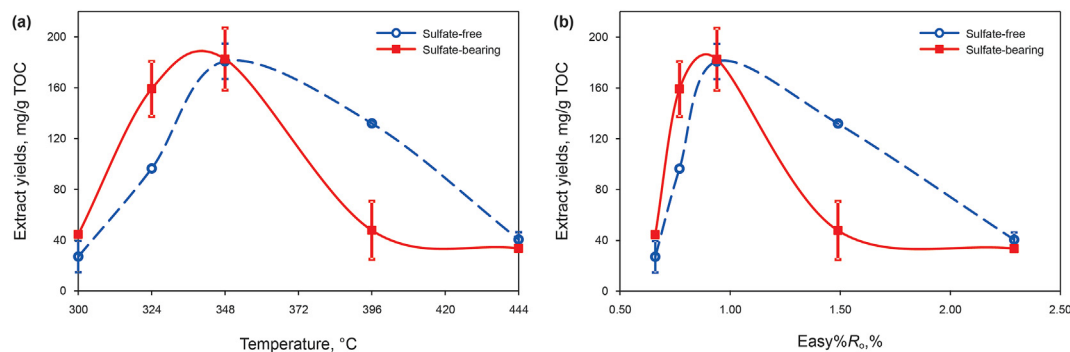 (a)
200
160
120
80
40
0
Extract yields, mg/g TOC
Sulfate-free
Sulfate-bearing
300 324 348 372 396 420 444
Temperature, °C
(b)
200
160
120
80
40
0
Extract yields, mg/g TOC
Sulfate-free
Sulfate-bearing
0.50 1.00 1.50 2.00 2.50
Easy%Ro,%